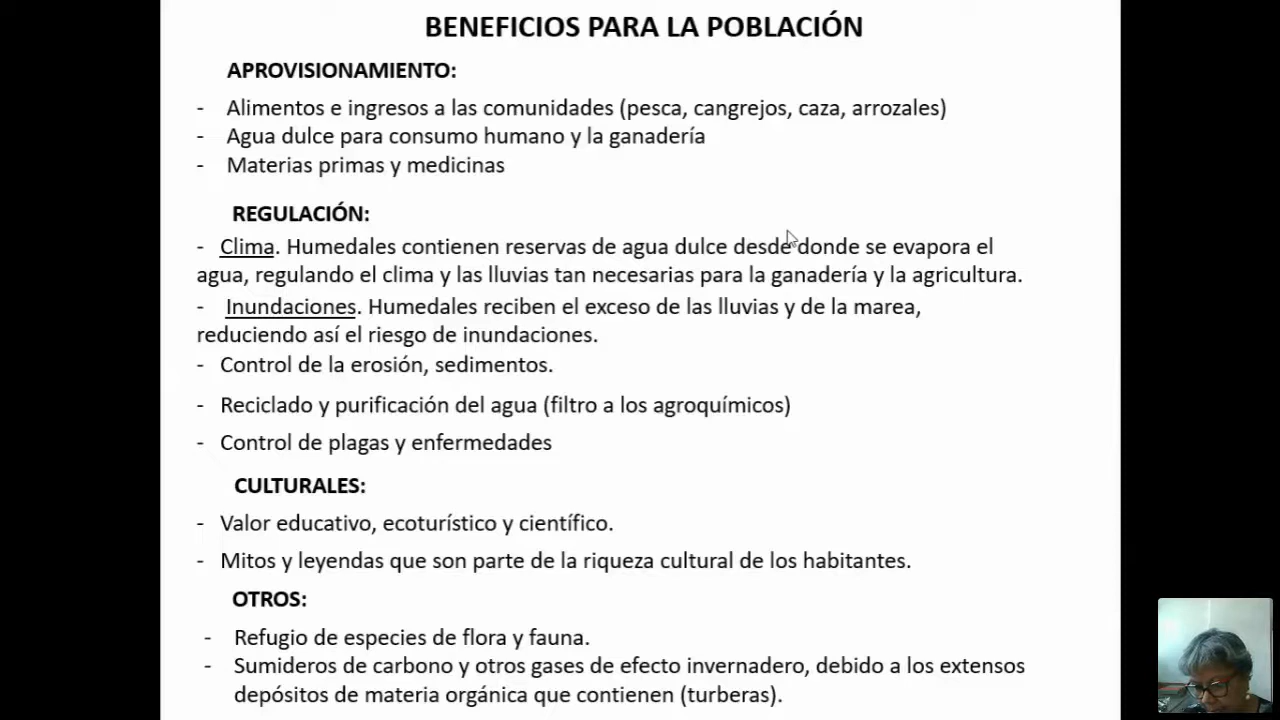 BENEFICIOS PARA LA POBLACIÓN
APROVISIONAMIENTO:
- Alimentos e ingresos a las comunidades (pesca, cangrejos, caza, arrozales)
- Agua dulce para consumo humano y la ganadería
- Materias primas y medicinas
REGULACIÓN:
- Clima. Humedales contienen reservas de agua dulce desde donde se evapora el
agua, regulando el clima y las lluvias tan necesarias para la ganadería y la agricultura.
- Inundaciones. Humedales reciben el exceso de las lluvias y de la marea,
reduciendo así el riesgo de inundaciones.
- Control de la erosión, sedimentos.
- Reciclado y purificación del agua (filtro a los agroquímicos)
- Control de plagas y enfermedades
CULTURALES:
- Valor educativo, ecoturístico y científico.
- Mitos y leyendas que son parte de la riqueza cultural de los habitantes.
OTROS:
- Refugio de especies de flora y fauna.
- Sumideros de carbono y otros gases de efecto invernadero, debido a los extensos
depósitos de materia orgánica que contienen (turberas).